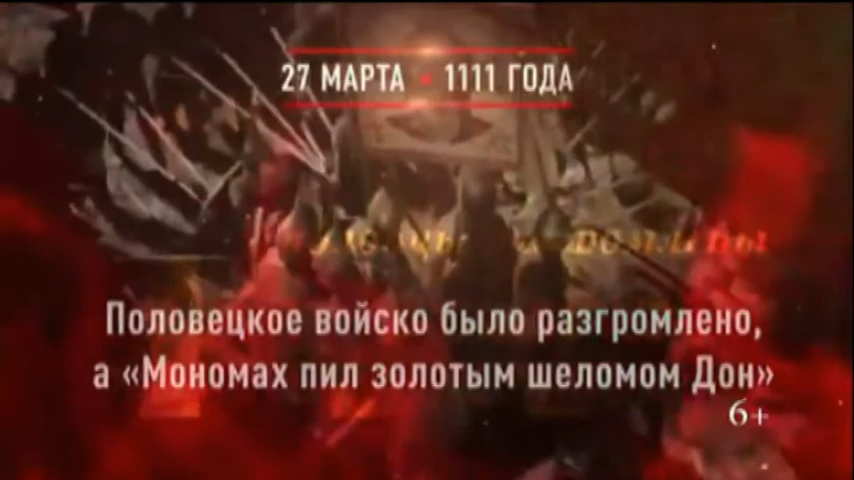 27 МАРТА • 1111 ГОДА
Половецкое войско было разгромлено,
а «Мономах пил золотым шеломом Дон»
6+